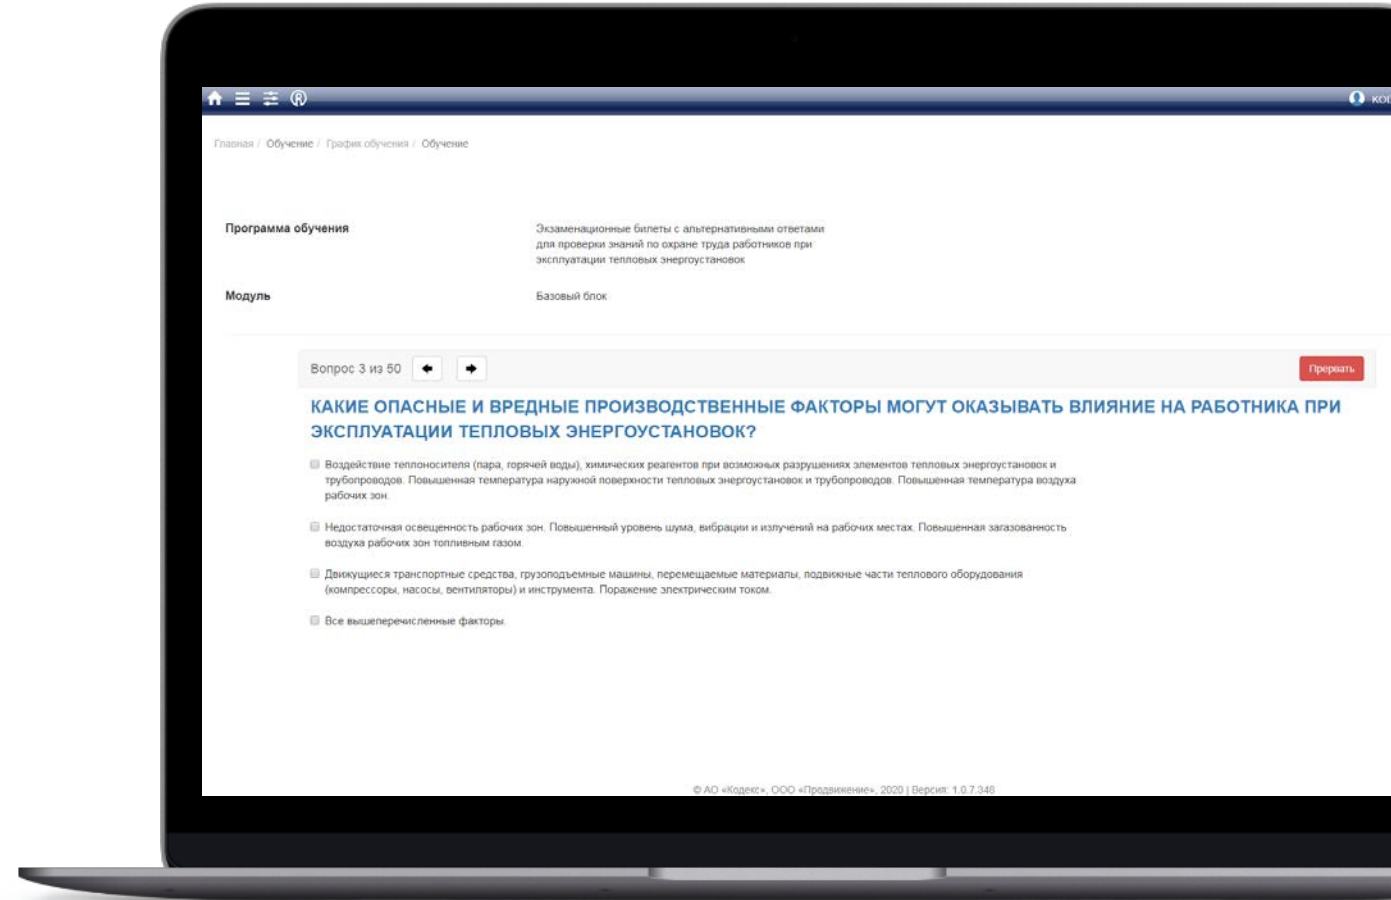 КОД
Главная / Обучение / График обучения / Обучение
Программа обучения
Экзаменационные билеты с альтернативными ответами
для проверки знаний по охране труда работников при
эксплуатации тепловых энергоустановок
Модуль
Базовый блок
Вопрос 3 из 50
Прервать
КАКИЕ ОПАСНЫЕ И ВРЕДНЫЕ ПРОИЗВОДСТВЕННЫЕ ФАКТОРЫ МОГУТ ОКАЗЫВАТЬ ВЛИЯНИЕ НА РАБОТНИКА ПРИ
ЭКСПЛУАТАЦИИ ТЕПЛОВЫХ ЭНЕРГОУСТАНОВОК?
Воздействие теплоносителя (пара, горячей воды), химических реагентов при возможных разрушениях элементов тепловых энергоустановок и
трубопроводов. Повышенная температура наружной поверхности тепловых энергоустановок и трубопроводов. Повышенная температура воздуха
рабочих зон.
Недостаточная освещенность рабочих зон. Повышенный уровень шума, вибрации и излучений на рабочих местах. Повышенная загазованность
воздуха рабочих зон топливным газом.
Движущиеся транспортные средства, грузоподъемные машины, перемещаемые материалы, подвижные части теплового оборудования
(компрессоры, насосы, вентиляторы) и инструмента. Поражение электрическим током.
Все вышеперечисленные факторы.
© АО «Кодекс», ООО «Продвижение», 2020 | Версия: 1.0.7.346